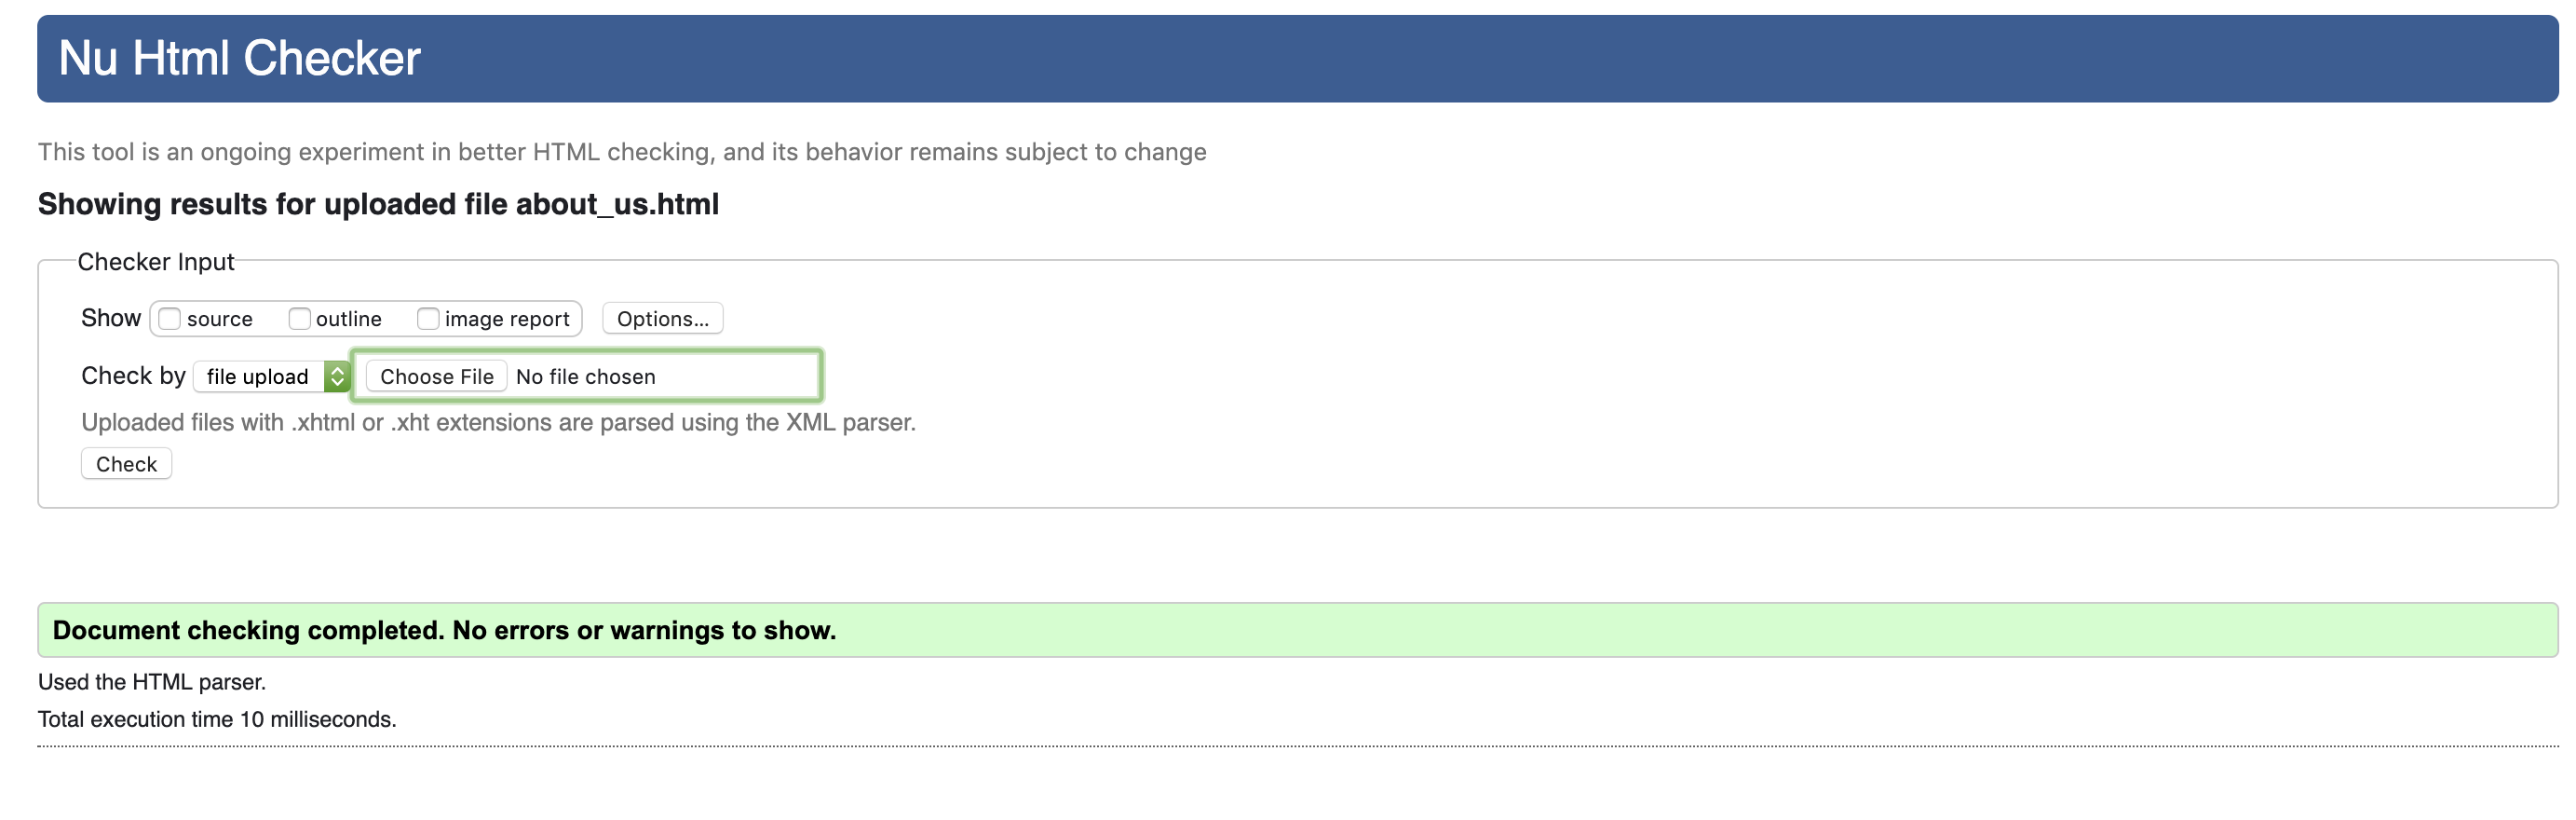 Nu Html Checker
This tool is an ongoing experiment in better HTML checking, and its behavior remains subject to change
Showing results for uploaded file about_us.html
Checker Input
Show source outline image report Options...
Check by file upload Choose File No file chosen
Uploaded files with .xhtml or .xht extensions are parsed using the XML parser.
Check
Document checking completed. No errors or warnings to show.
Used the HTML parser.
Total execution time 10 milliseconds.